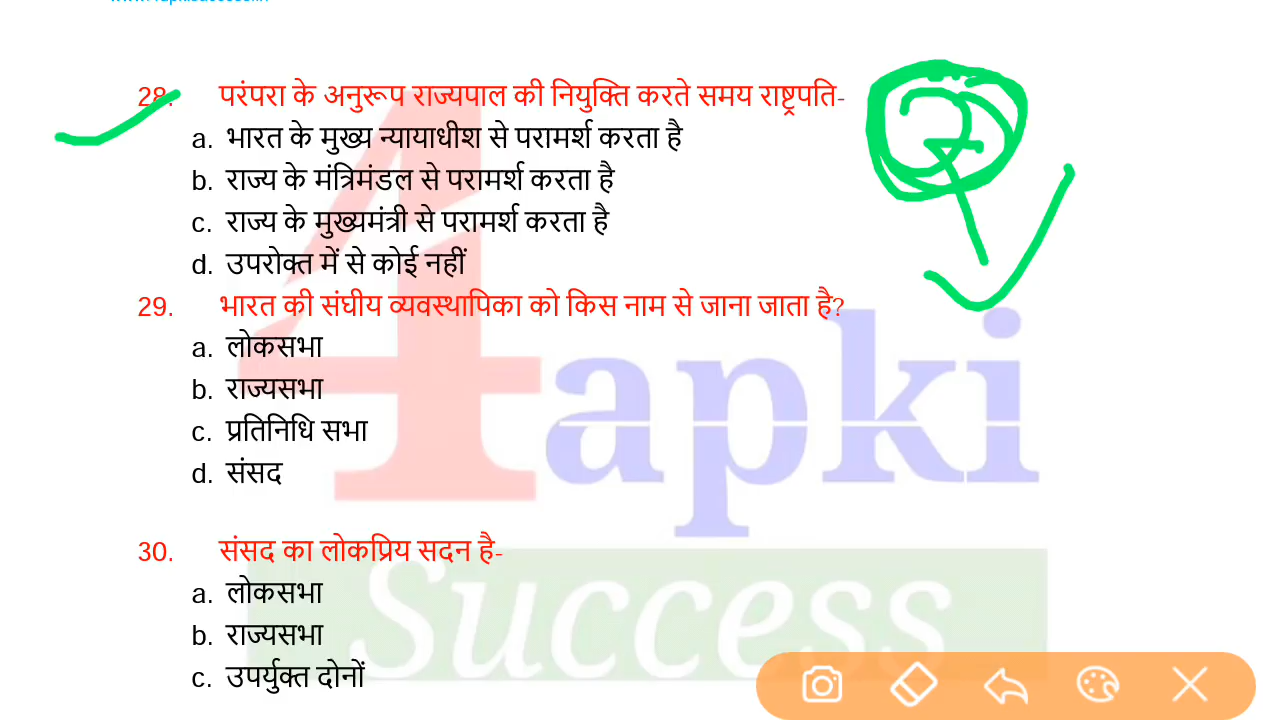 28. परंपरा के अनुरूप राज्यपाल की नियुक्ति करते समय राष्ट्रपति-
a. भारत के मुख्य न्यायाधीश से परामर्श करता है
b. राज्य के मंत्रिमंडल से परामर्श करता है
c. राज्य के मुख्यमंत्री से परामर्श करता है
d. उपरोक्त में से कोई नहीं
29. भारत की संघीय व्यवस्थापिका को किस नाम से जाना जाता है?
a. लोकसभा
b. राज्यसभा
c. प्रतिनिधि सभा
d. संसद
30. संसद का लोकप्रिय सदन है-
a. लोकसभा
b. राज्यसभा
c. उपर्युक्त दोनों
4apki
Success